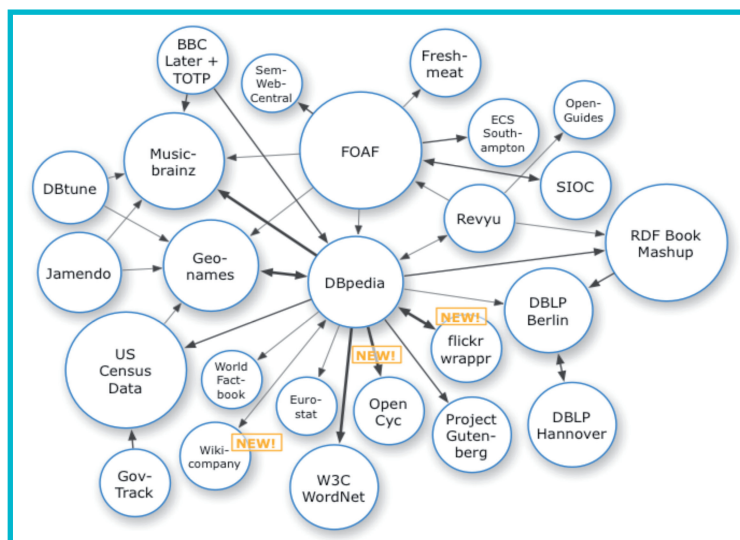 BBC
Later +
TOTP
Sem-
Web-
Central
Fresh-
meat
FOAF
ECS
South-
ampton
Open-
Guides
Music-
brainz
DBtune
SIOC
Revyu
RDF Book
Mashup
Jamendo
Geo-
names
DBpedia
DBLP
Berlin
NEW!
flickr
wrappr
US
Census
Data
NEW!
World
Fact-
book
Euro-
stat
Open
Cyc
Project
Guten-
berg
DBLP
Hannover
Wiki-
company
NEW!
Gov-
Track
W3C
WordNet